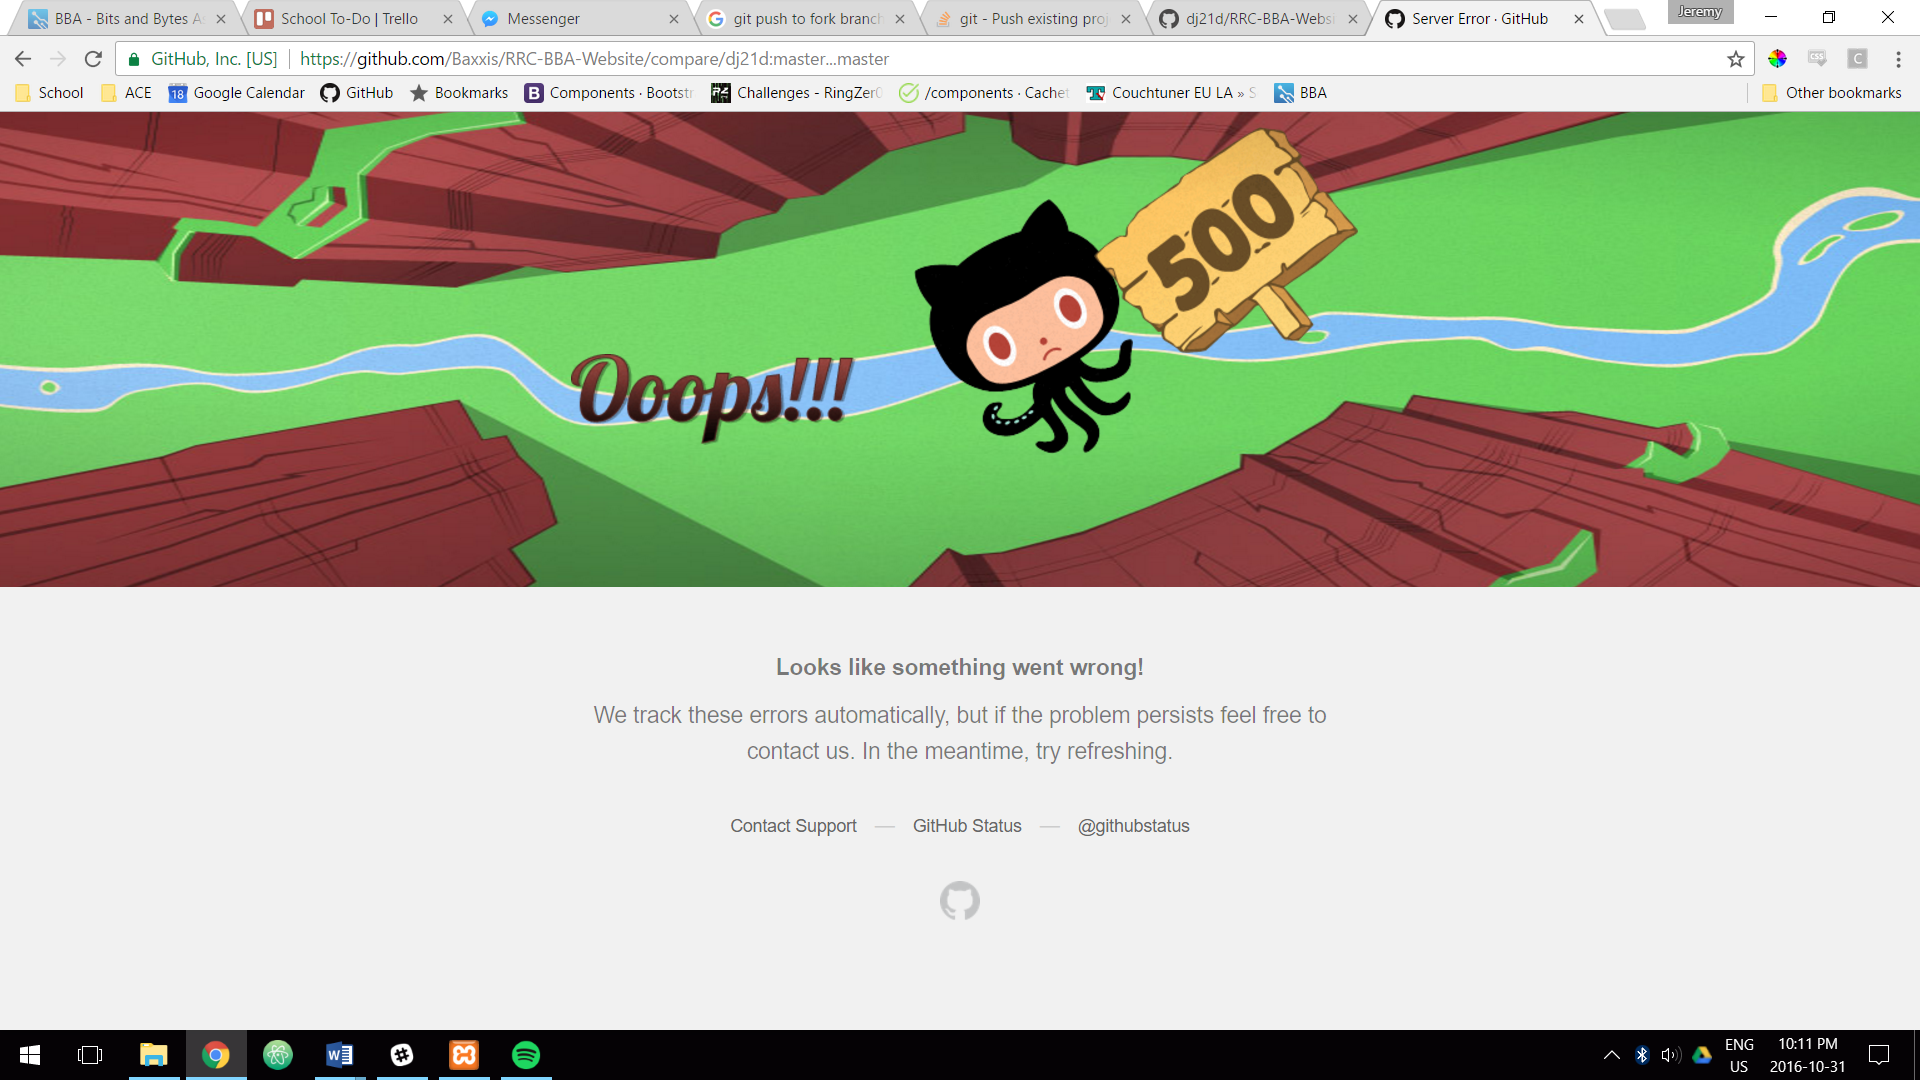 BBA - Bits and Bytes As
School To-Do | Trello
Messenger
git push to fork branch
git - Push existing proj
dj21d/RRC-BBA-Websi
Server Error · GitHub
Jeremy
GitHub, Inc. [US]
https://github.com/Baxxis/RRC-BBA-Website/compare/dj21d:master...master
School
ACE
18 Google Calendar
GitHub
Bookmarks
B Components · Bootstr
Challenges - RingZer0
/components · Cachet
Couchtuner EU LA » S
BBA
Other bookmarks
500
Ooops!!!
Looks like something went wrong!
We track these errors automatically, but if the problem persists feel free to
contact us. In the meantime, try refreshing.
Contact Support — GitHub Status — @githubstatus
ENG
US
10:11 PM
2016-10-31